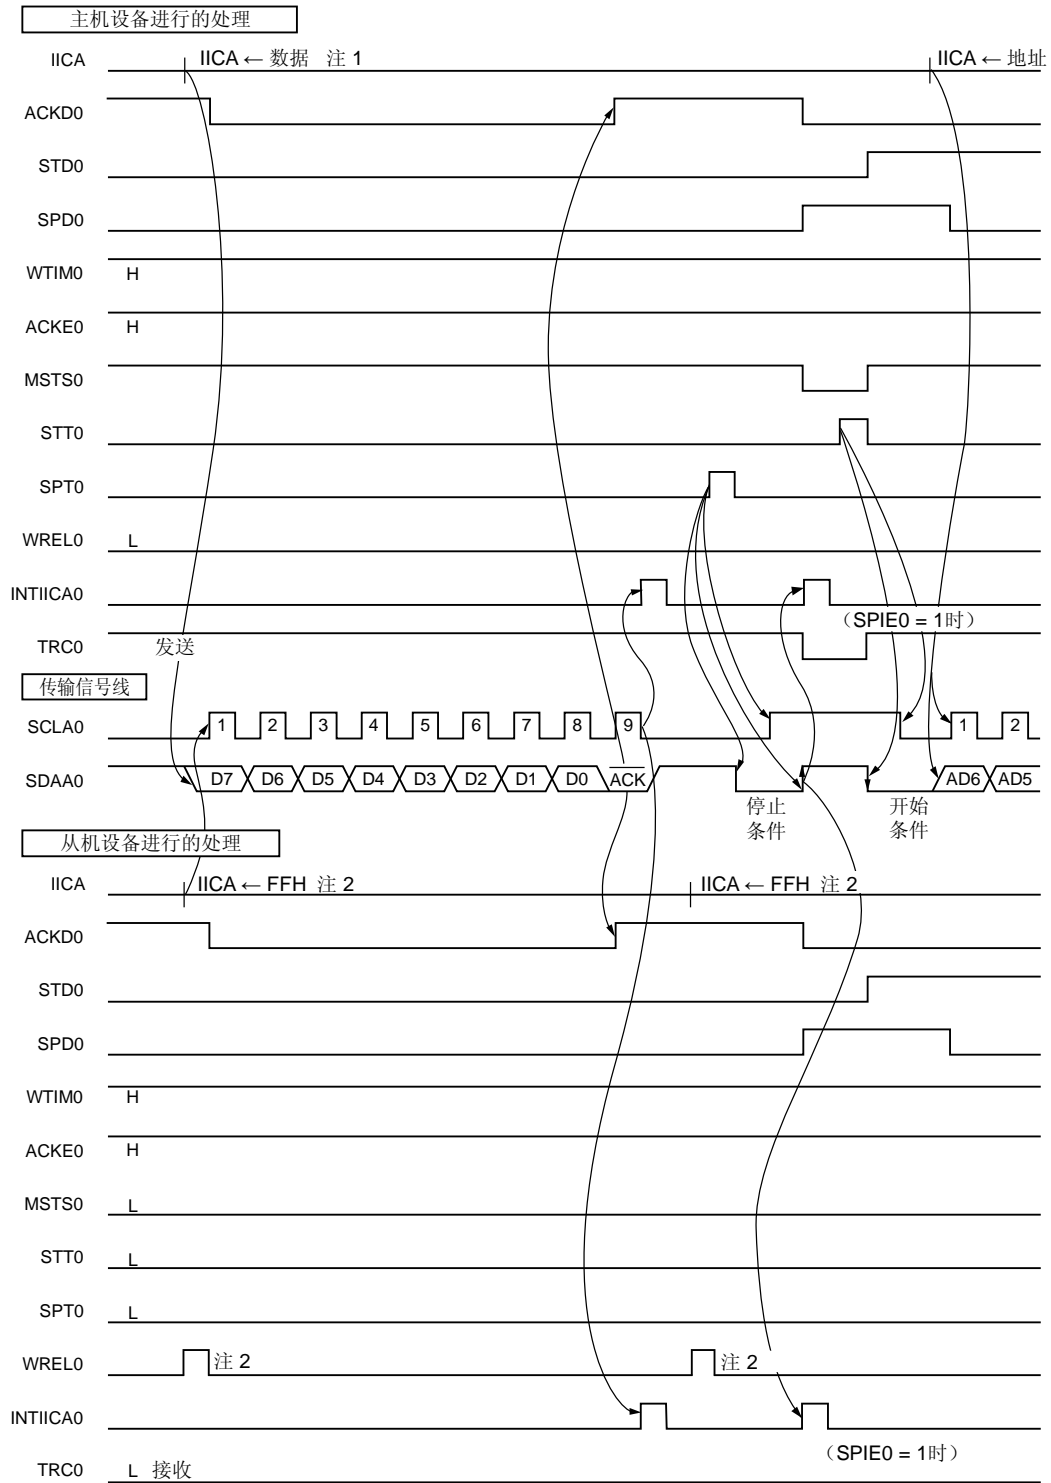 主机设备进行的处理
IICA
IICA ← 数据 注 1
IICA ← 地址
ACKD0
STD0
SPD0
WTIM0 H
ACKE0 H
MSTS0
STT0
SPT0
WREL0 L
INTIICA0
（SPIE0 = 1时）
TRC0
发送
传输信号线
SCLA0 1 2 3 4 5 6 7 8 9 1 2
SDAA0 D7 D6 D5 D4 D3 D2 D1 D0 ACK AD6 AD5
停止
条件
开始
条件
从机设备进行的处理
IICA
IICA ← FFH 注 2
IICA ← FFH 注 2
ACKD0
STD0
SPD0
WTIM0 H
ACKE0 H
MSTS0 L
STT0 L
SPT0 L
WREL0 注 2 注 2
INTIICA0
（SPIE0 = 1时）
TRC0 L 接收